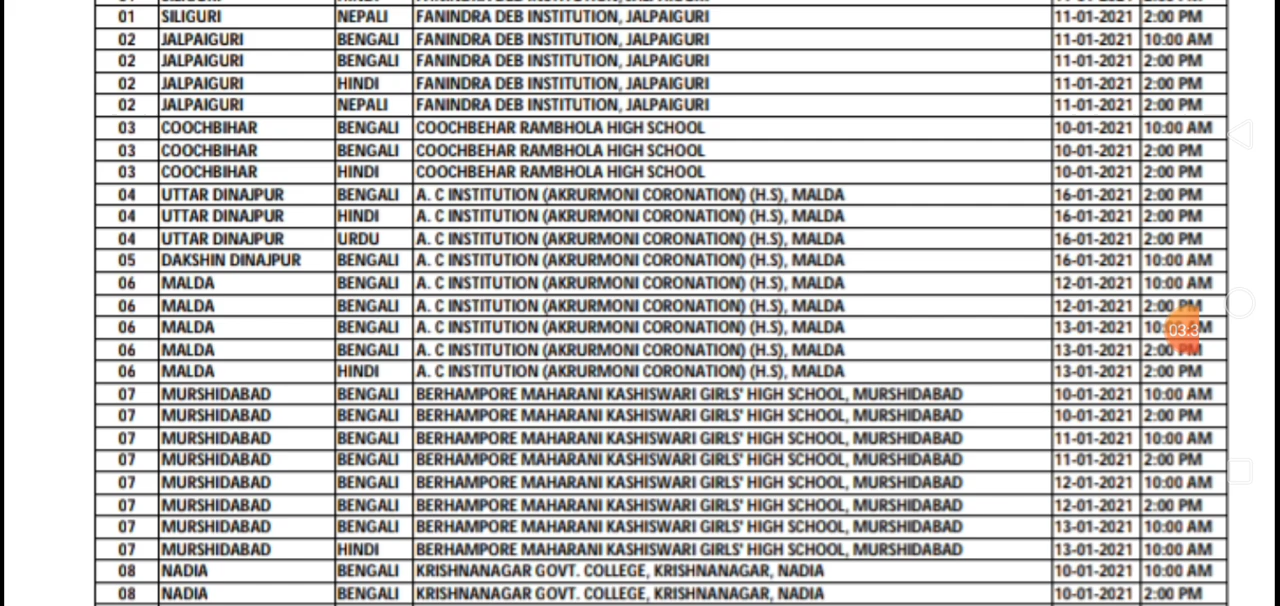 01 SILIGURI NEPALI FANINDRA DEB INSTITUTION, JALPAIGURI 11-01-2021 2:00 PM
02 JALPAIGURI BENGALI FANINDRA DEB INSTITUTION, JALPAIGURI 11-01-2021 10:00 AM
02 JALPAIGURI BENGALI FANINDRA DEB INSTITUTION, JALPAIGURI 11-01-2021 2:00 PM
02 JALPAIGURI HINDI FANINDRA DEB INSTITUTION, JALPAIGURI 11-01-2021 2:00 PM
02 JALPAIGURI NEPALI FANINDRA DEB INSTITUTION, JALPAIGURI 11-01-2021 2:00 PM
03 COOCHBIHAR BENGALI COOCHBEHAR RAMBHOLA HIGH SCHOOL 10-01-2021 10:00 AM
03 COOCHBIHAR BENGALI COOCHBEHAR RAMBHOLA HIGH SCHOOL 10-01-2021 2:00 PM
03 COOCHBIHAR HINDI COOCHBEHAR RAMBHOLA HIGH SCHOOL 10-01-2021 2:00 PM
04 UTTAR DINAJPUR BENGALI A. C INSTITUTION (AKRURMONI CORONATION) (H.S), MALDA 16-01-2021 2:00 PM
04 UTTAR DINAJPUR HINDI A. C INSTITUTION (AKRURMONI CORONATION) (H.S), MALDA 16-01-2021 2:00 PM
04 UTTAR DINAJPUR URDU A. C INSTITUTION (AKRURMONI CORONATION) (H.S), MALDA 16-01-2021 2:00 PM
05 DAKSHIN DINAJPUR BENGALI A. C INSTITUTION (AKRURMONI CORONATION) (H.S), MALDA 16-01-2021 10:00 AM
06 MALDA BENGALI A. C INSTITUTION (AKRURMONI CORONATION) (H.S), MALDA 12-01-2021 10:00 AM
06 MALDA BENGALI A. C INSTITUTION (AKRURMONI CORONATION) (H.S), MALDA 12-01-2021 2:00 PM
06 MALDA BENGALI A. C INSTITUTION (AKRURMONI CORONATION) (H.S), MALDA 13-01-2021
06 MALDA BENGALI A. C INSTITUTION (AKRURMONI CORONATION) (H.S), MALDA 13-01-2021 2:00 PM
06 MALDA HINDI A. C INSTITUTION (AKRURMONI CORONATION) (H.S), MALDA 13-01-2021 2:00 PM
07 MURSHIDABAD BENGALI BERHAMPORE MAHARANI KASHISWARI GIRLS' HIGH SCHOOL, MURSHIDABAD 10-01-2021 10:00 AM
07 MURSHIDABAD BENGALI BERHAMPORE MAHARANI KASHISWARI GIRLS' HIGH SCHOOL, MURSHIDABAD 10-01-2021 2:00 PM
07 MURSHIDABAD BENGALI BERHAMPORE MAHARANI KASHISWARI GIRLS' HIGH SCHOOL, MURSHIDABAD 11-01-2021 10:00 AM
07 MURSHIDABAD BENGALI BERHAMPORE MAHARANI KASHISWARI GIRLS' HIGH SCHOOL, MURSHIDABAD 11-01-2021 2:00 PM
07 MURSHIDABAD BENGALI BERHAMPORE MAHARANI KASHISWARI GIRLS' HIGH SCHOOL, MURSHIDABAD 12-01-2021 10:00 AM
07 MURSHIDABAD BENGALI BERHAMPORE MAHARANI KASHISWARI GIRLS' HIGH SCHOOL, MURSHIDABAD 12-01-2021 2:00 PM
07 MURSHIDABAD BENGALI BERHAMPORE MAHARANI KASHISWARI GIRLS' HIGH SCHOOL, MURSHIDABAD 13-01-2021 10:00 AM
07 MURSHIDABAD HINDI BERHAMPORE MAHARANI KASHISWARI GIRLS' HIGH SCHOOL, MURSHIDABAD 13-01-2021 10:00 AM
08 NADIA BENGALI KRISHNANAGAR GOVT. COLLEGE, KRISHNANAGAR, NADIA 10-01-2021 10:00 AM
08 NADIA BENGALI KRISHNANAGAR GOVT. COLLEGE, KRISHNANAGAR, NADIA 10-01-2021 2:00 PM